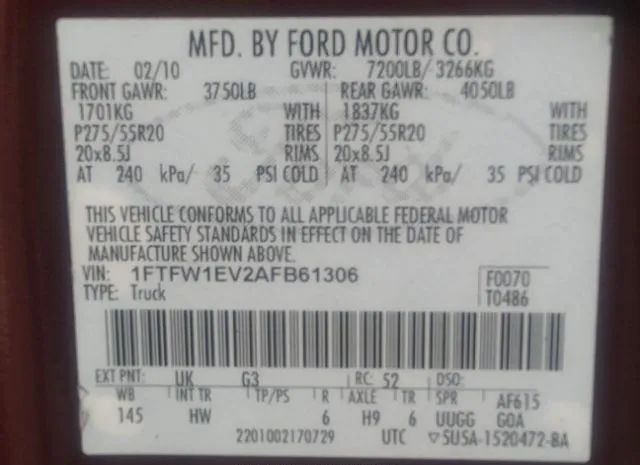 MFD. BY FORD MOTOR CO.
DATE: 02/10 GVWR: 7200LB/ 3266KG
FRONT GAWR: 3750LB REAR GAWR: 4050LB
1701KG WITH 1837KG WITH
P275/55R20 TIRES P275/55R20 TIRES
20x8.5J RIMS 20x8.5J RIMS
AT 240 kPa/ 35 PSI COLD AT 240 kPa/ 35 PSI COLD
THIS VEHICLE CONFORMS TO ALL APPLICABLE FEDERAL MOTOR
VEHICLE SAFETY STANDARDS IN EFFECT ON THE DATE OF
MANUFACTURE SHOWN ABOVE.
VIN: 1FTFW1EV2AFB61306 F0070
TYPE: Truck T0486
EXT PNT: UK G3 RC: 52 DSO:
WB INT TR TP/PS R AXLE TR SPR AF615
145 HW 6 H9 6 UUGG GOA
2201002170729 UTC ▽5U5A-1520472-BA